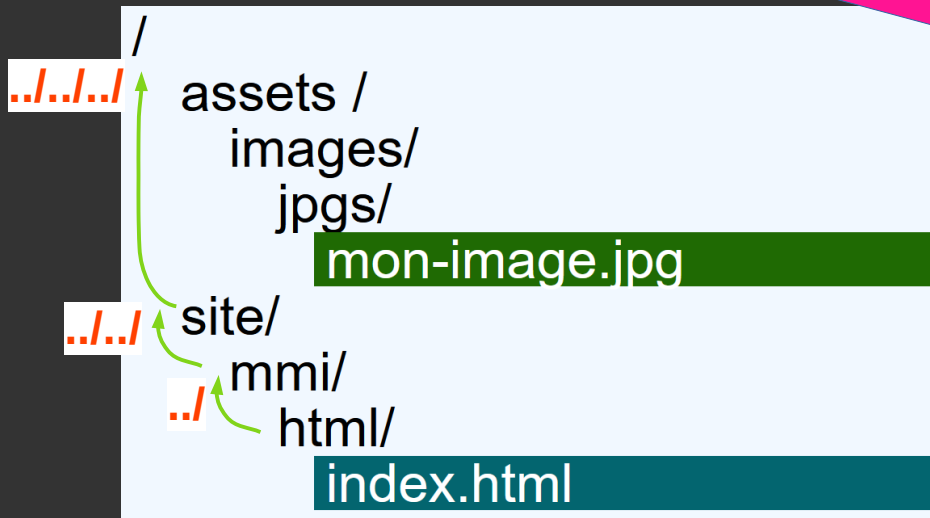 /
../../../
assets /
images/
jpgs/
mon-image.jpg
site/
../../
mmi/
../
html/
index.html